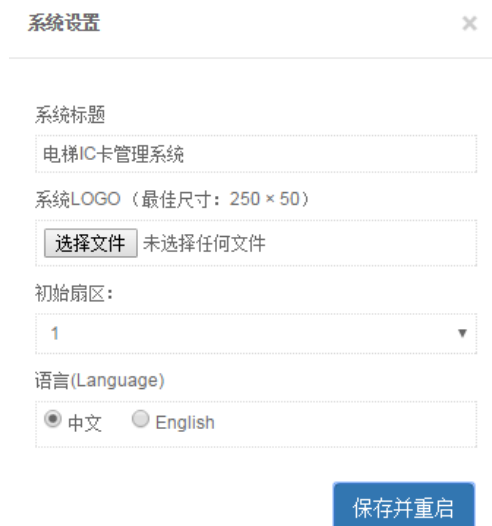 系统设置 ×
系统标题
电梯IC卡管理系统
系统LOGO（最佳尺寸：250 × 50）
选择文件 未选择任何文件
初始扇区：
1
语言(Language)
中文 English
保存并重启